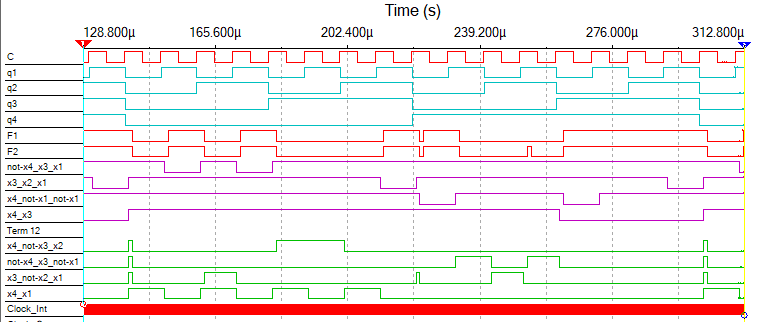 Time (s)
128.800µ 165.600µ 202.400µ 239.200µ 276.000µ 312.800µ
C
q1
q2
q3
q4
F1
F2
not-x4_x3_x1
x3_x2_x1
x4_not-x1_not-x1
x4_x3
Term 12
x4_not-x3_x2
not-x4_x3_not-x1
x3_not-x2_x1
x4_x1
Clock_Int